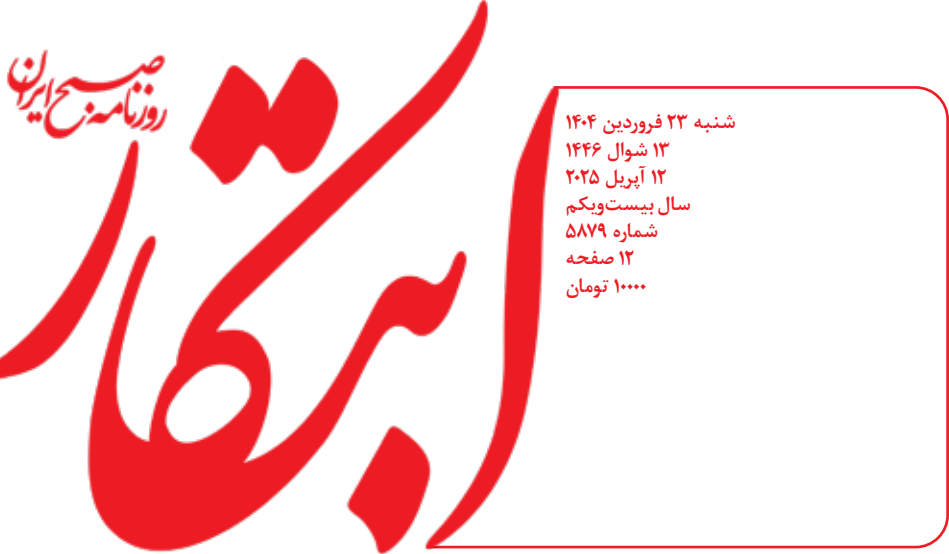 ابتکار
روزنامه صبح ایران
شنبه ۲۳ فروردین ۱۴۰۴
۱۳ شوال ۱۴۴۶
۱۲ آپریل ۲۰۲۵
سال بیست‌ویکم
شماره ۵۸۷۹
۱۲ صفحه
۱۰۰۰۰ تومان